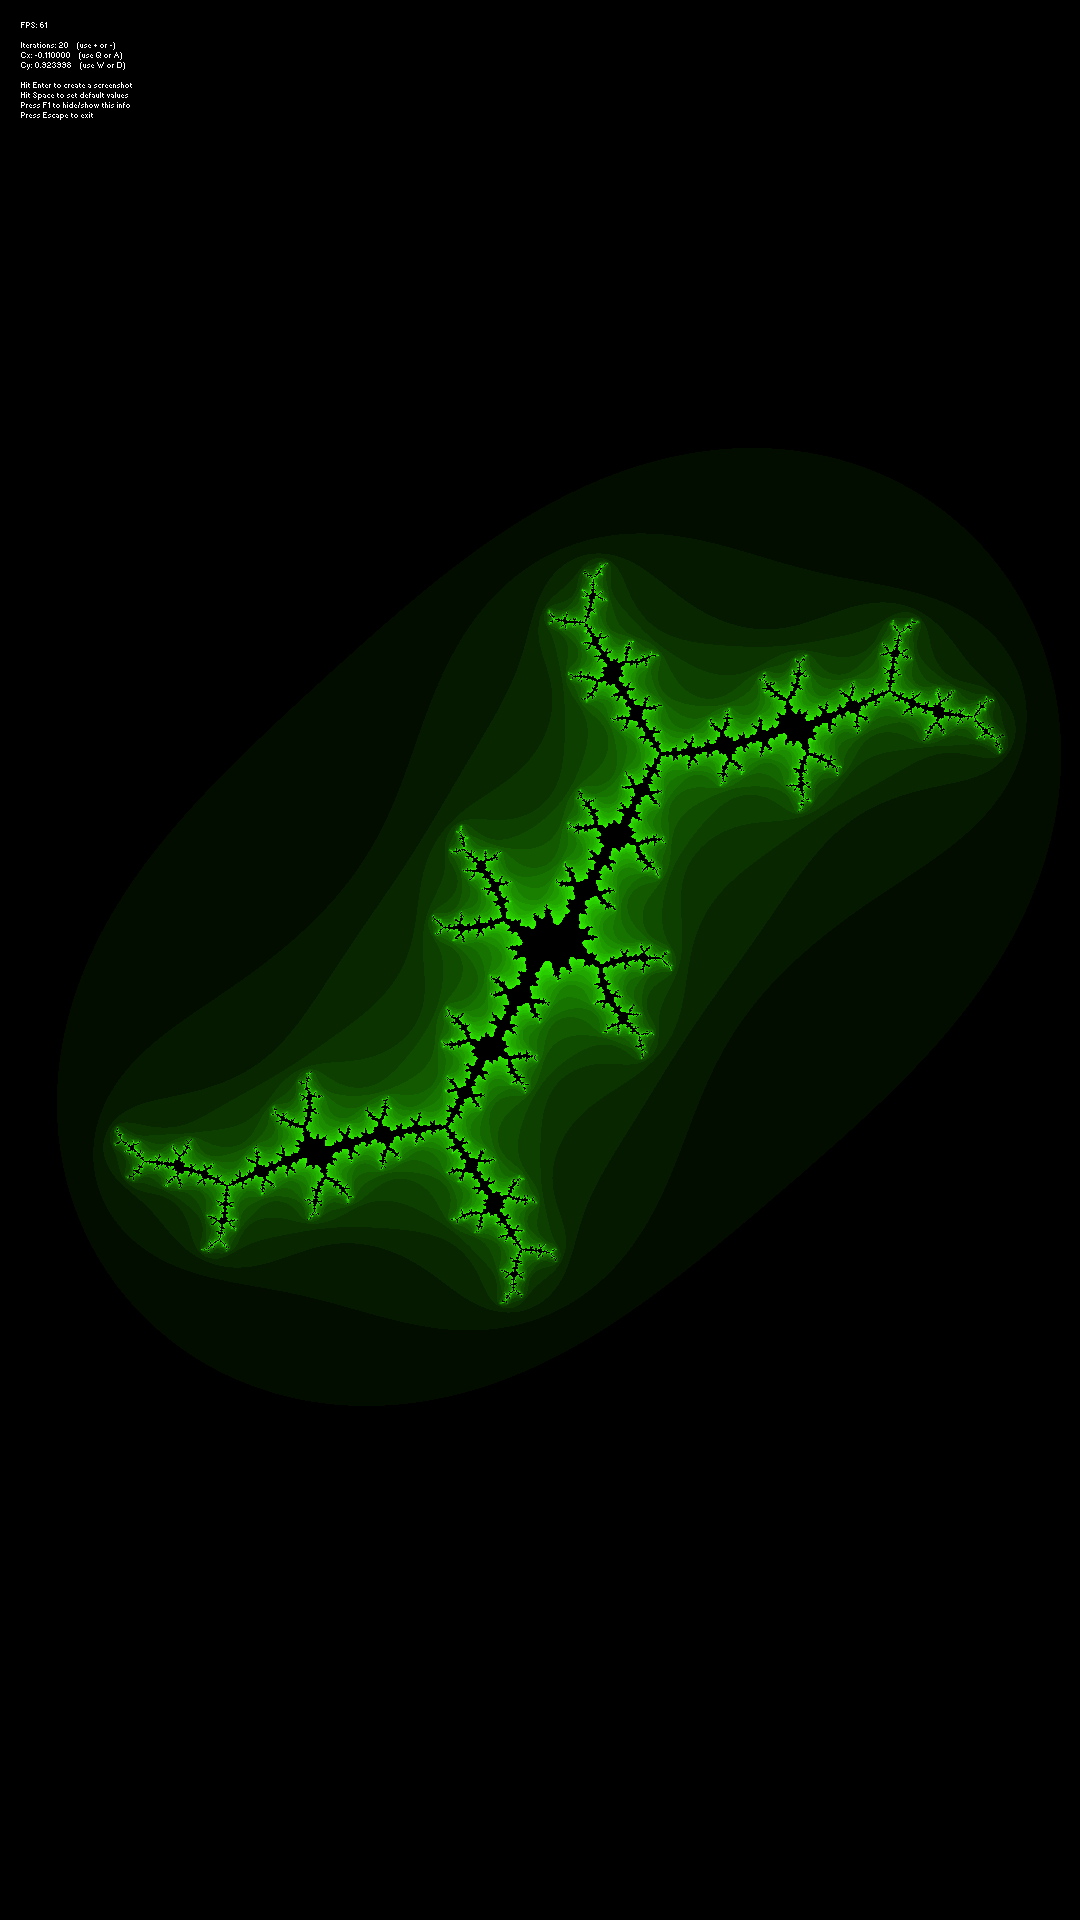 FPS: 61
Iterations: 20 (use + or -)
Cx: -0.110000 (use Q or A)
Cy: 0.923998 (use W or D)
Hit Enter to create a screenshot
Hit Space to set default values
Press F1 to hide/show this info
Press Escape to exit